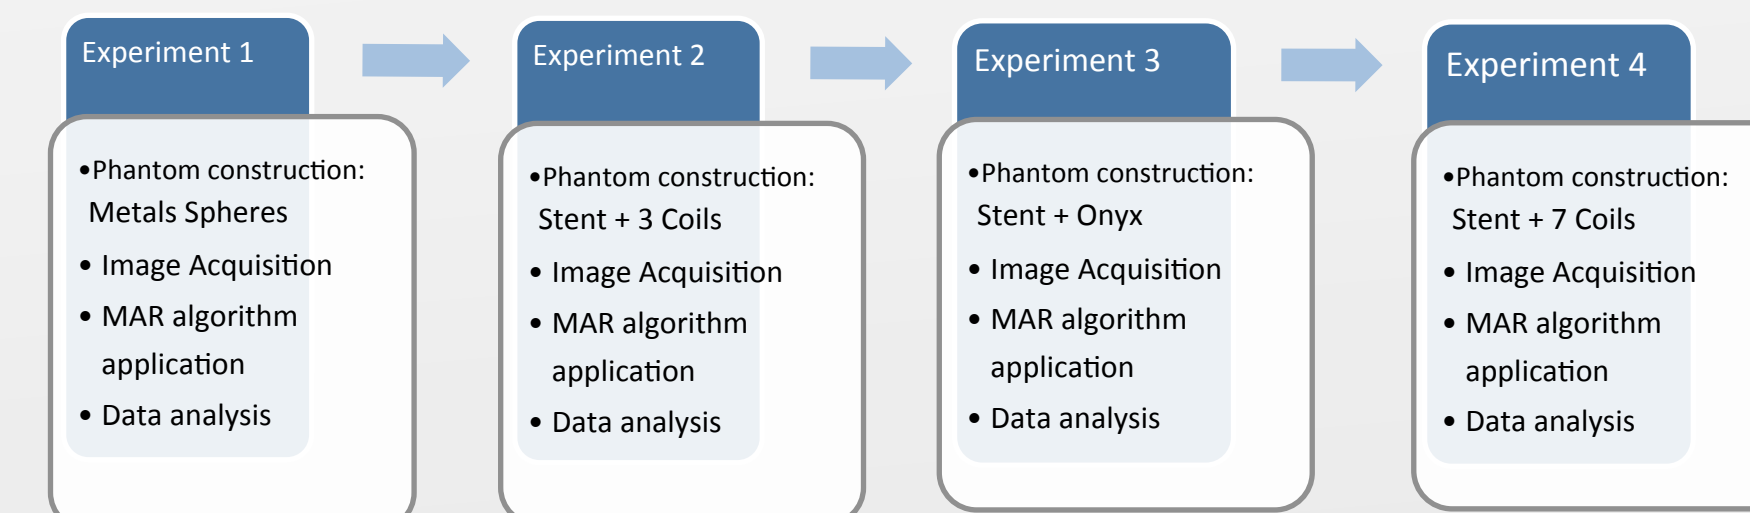 Experiment 1
•Phantom construction:
Metals Spheres
• Image Acquisition
• MAR algorithm
application
• Data analysis
Experiment 2
•Phantom construction:
Stent + 3 Coils
• Image Acquisition
• MAR algorithm
application
• Data analysis
Experiment 3
•Phantom construction:
Stent + Onyx
• Image Acquisition
• MAR algorithm
application
• Data analysis
Experiment 4
•Phantom construction:
Stent + 7 Coils
• Image Acquisition
• MAR algorithm
application
• Data analysis